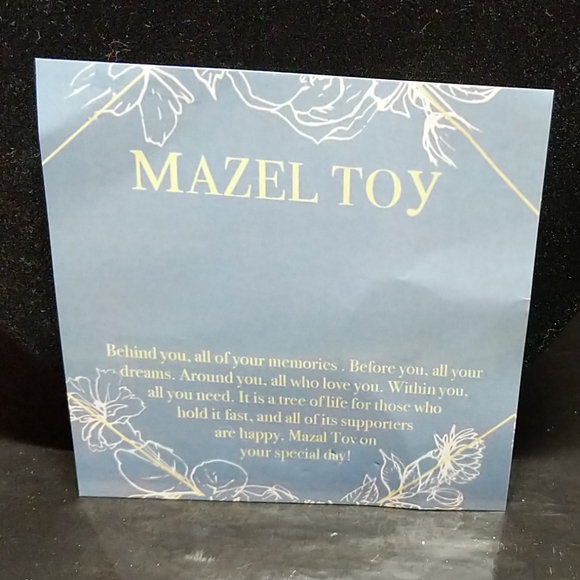 MAZEL TOy
Behind you, all of your memories . Before you, all your
dreams. Around you, all who love you. Within you,
all you need. It is a tree of life for those who
hold it fast, and all of its supporters
are happy. Mazal Tov on
your special day!